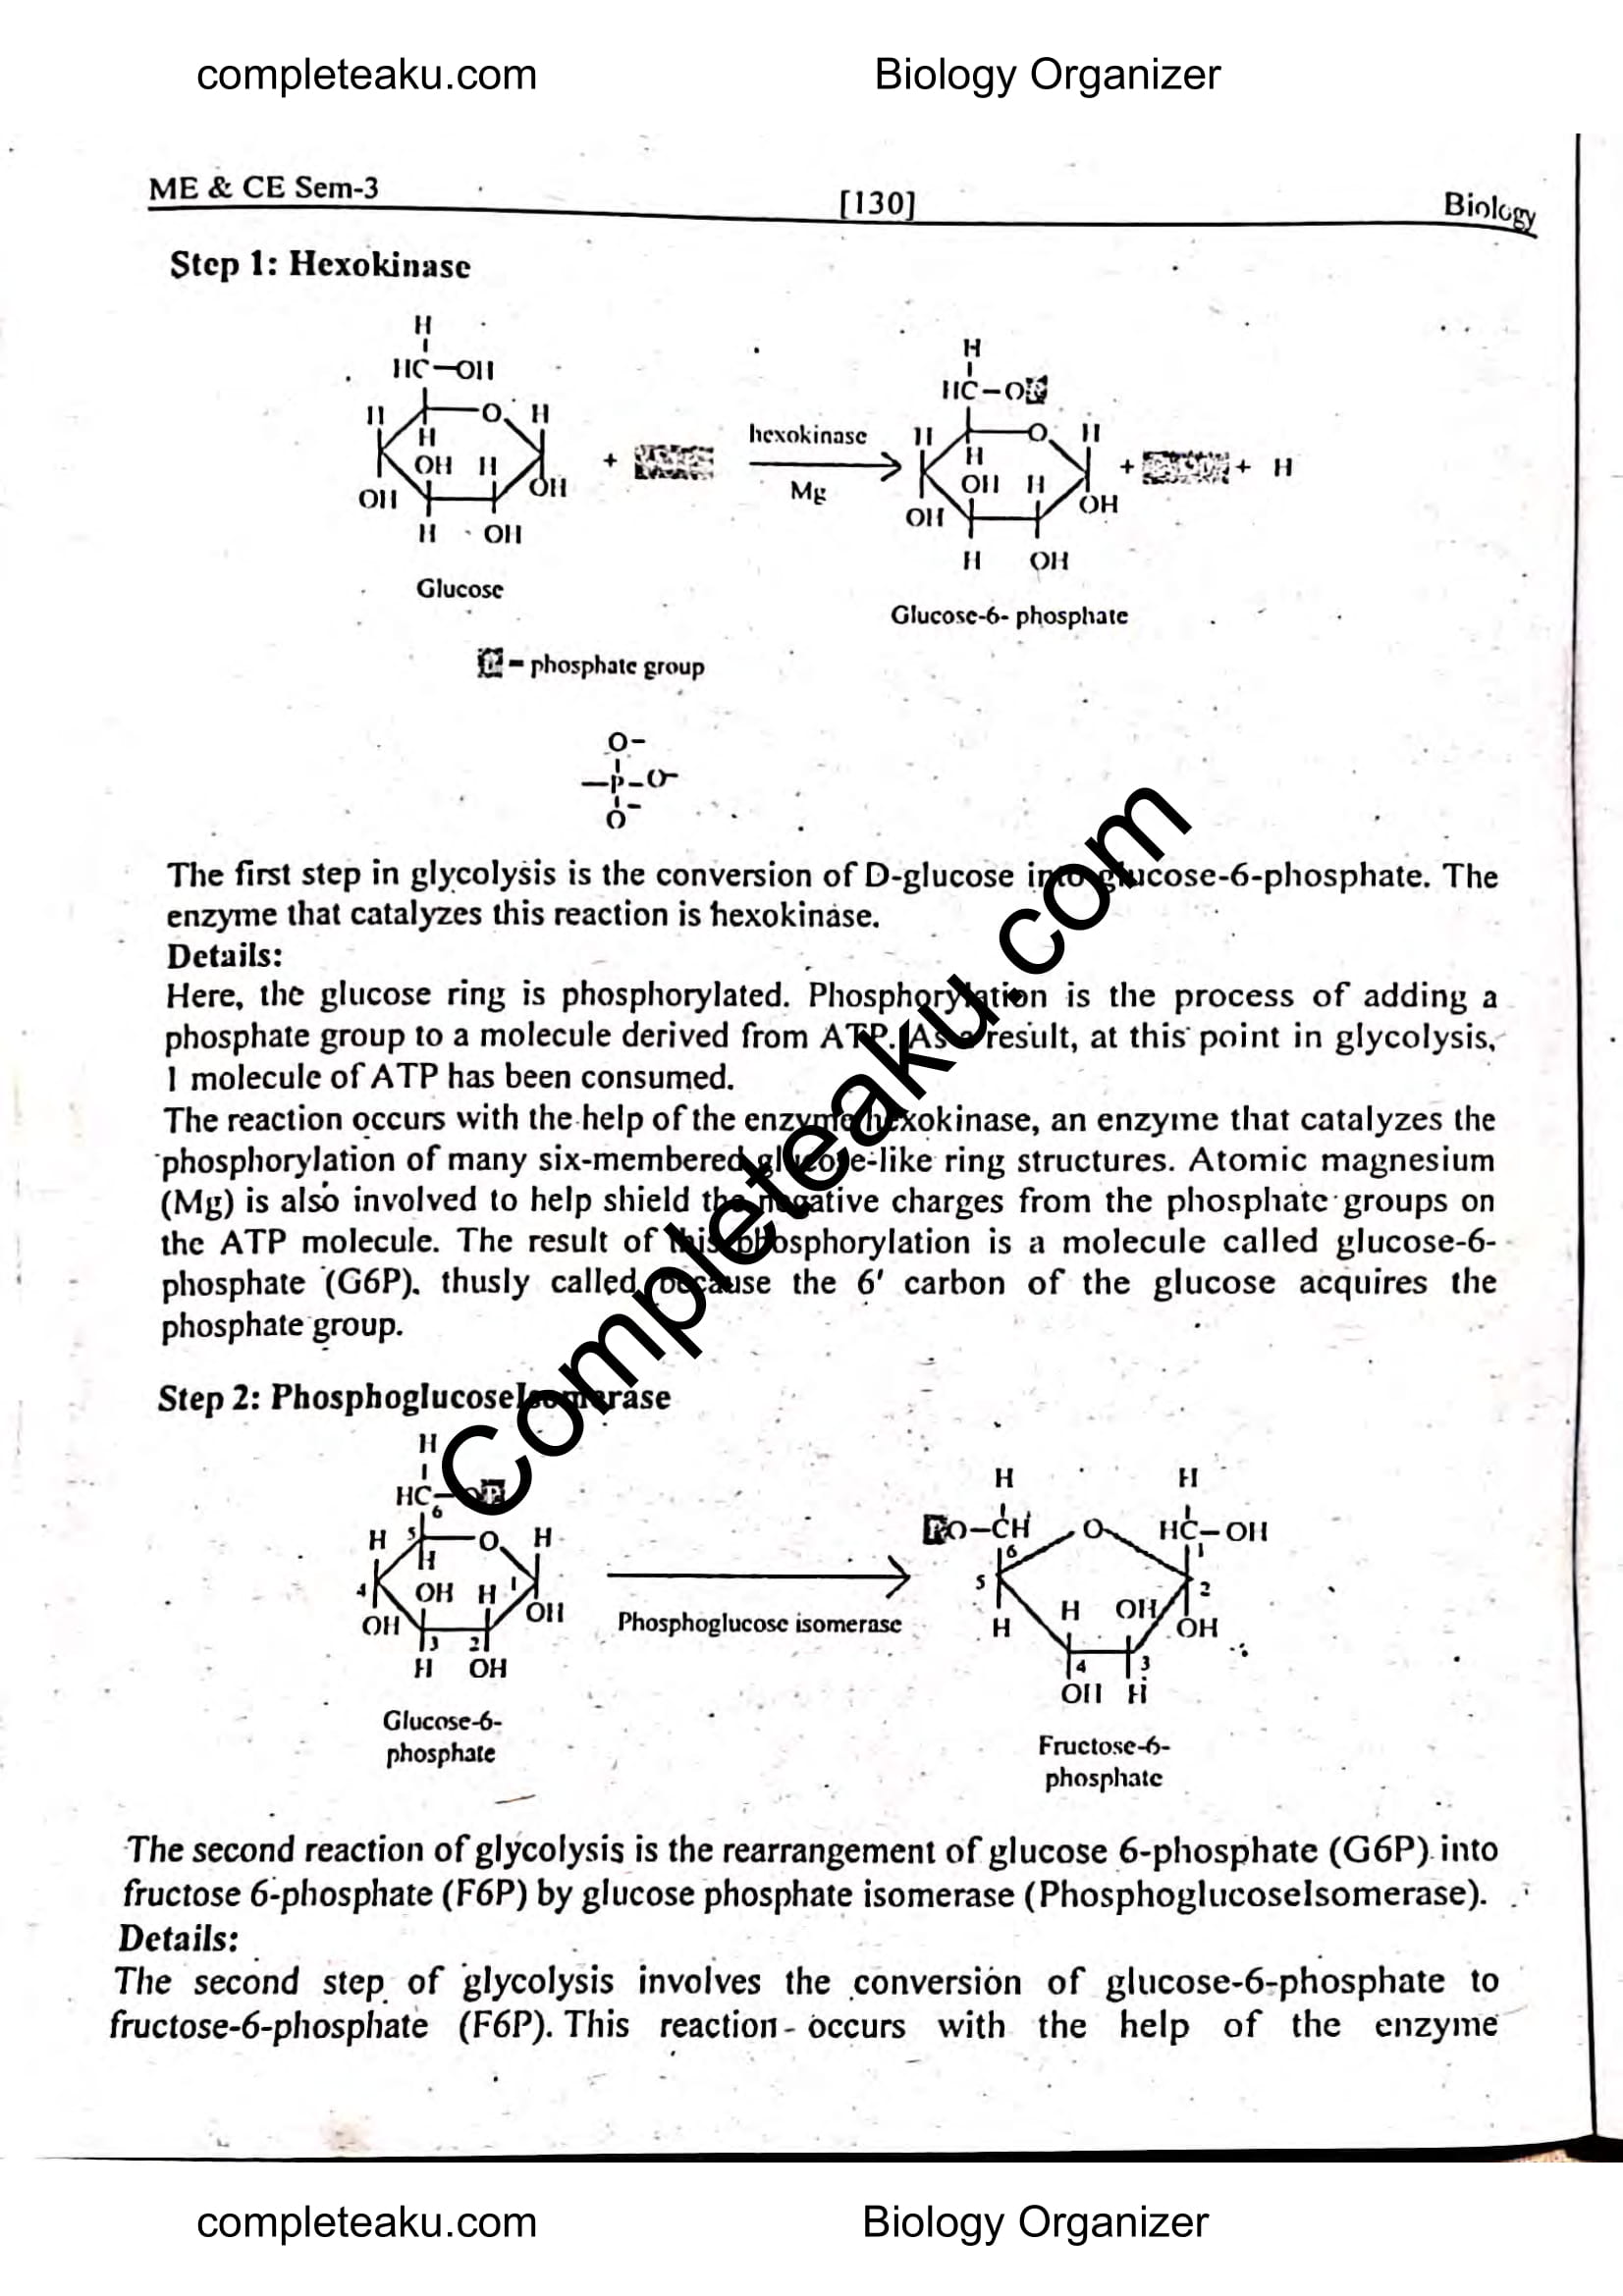 completeaku.com Biology Organizer
ME & CE Sem-3 [130] Biology
Step 1: Hexokinase
H
HC—OH
H O H
H
OH H
OH OH
H OH
Glucose
+
hexokinase
Mg
H
HC—O
H O H
H
OH H
OH OH
H OH
Glucose-6- phosphate
+ + H
= phosphate group
O-
—P—O-
O-
The first step in glycolysis is the conversion of D-glucose into glucose-6-phosphate. The
enzyme that catalyzes this reaction is hexokinase.
Details:
Here, the glucose ring is phosphorylated. Phosphorylation is the process of adding a
phosphate group to a molecule derived from ATP. As a result, at this point in glycolysis,
1 molecule of ATP has been consumed.
The reaction occurs with the help of the enzyme hexokinase, an enzyme that catalyzes the
phosphorylation of many six-membered glucose-like ring structures. Atomic magnesium
(Mg) is also involved to help shield the negative charges from the phosphate groups on
the ATP molecule. The result of this phosphorylation is a molecule called glucose-6-
phosphate (G6P), thusly called because the 6' carbon of the glucose acquires the
phosphate group.
Completeaku.com
Step 2: PhosphoglucoseIsomerase
H
HC—OP
6
H 5 O H
H
4 OH H 1
OH OH
3 2
H OH
Glucose-6-
phosphate
Phosphoglucose isomerase
H H
PO—CH O HC—OH
6 1
5 2
H H OH OH
4 3
OH H
Fructose-6-
phosphate
The second reaction of glycolysis is the rearrangement of glucose 6-phosphate (G6P) into
fructose 6-phosphate (F6P) by glucose phosphate isomerase (PhosphoglucoseIsomerase).
Details:
The second step of glycolysis involves the conversion of glucose-6-phosphate to
fructose-6-phosphate (F6P). This reaction occurs with the help of the enzyme
completeaku.com Biology Organizer